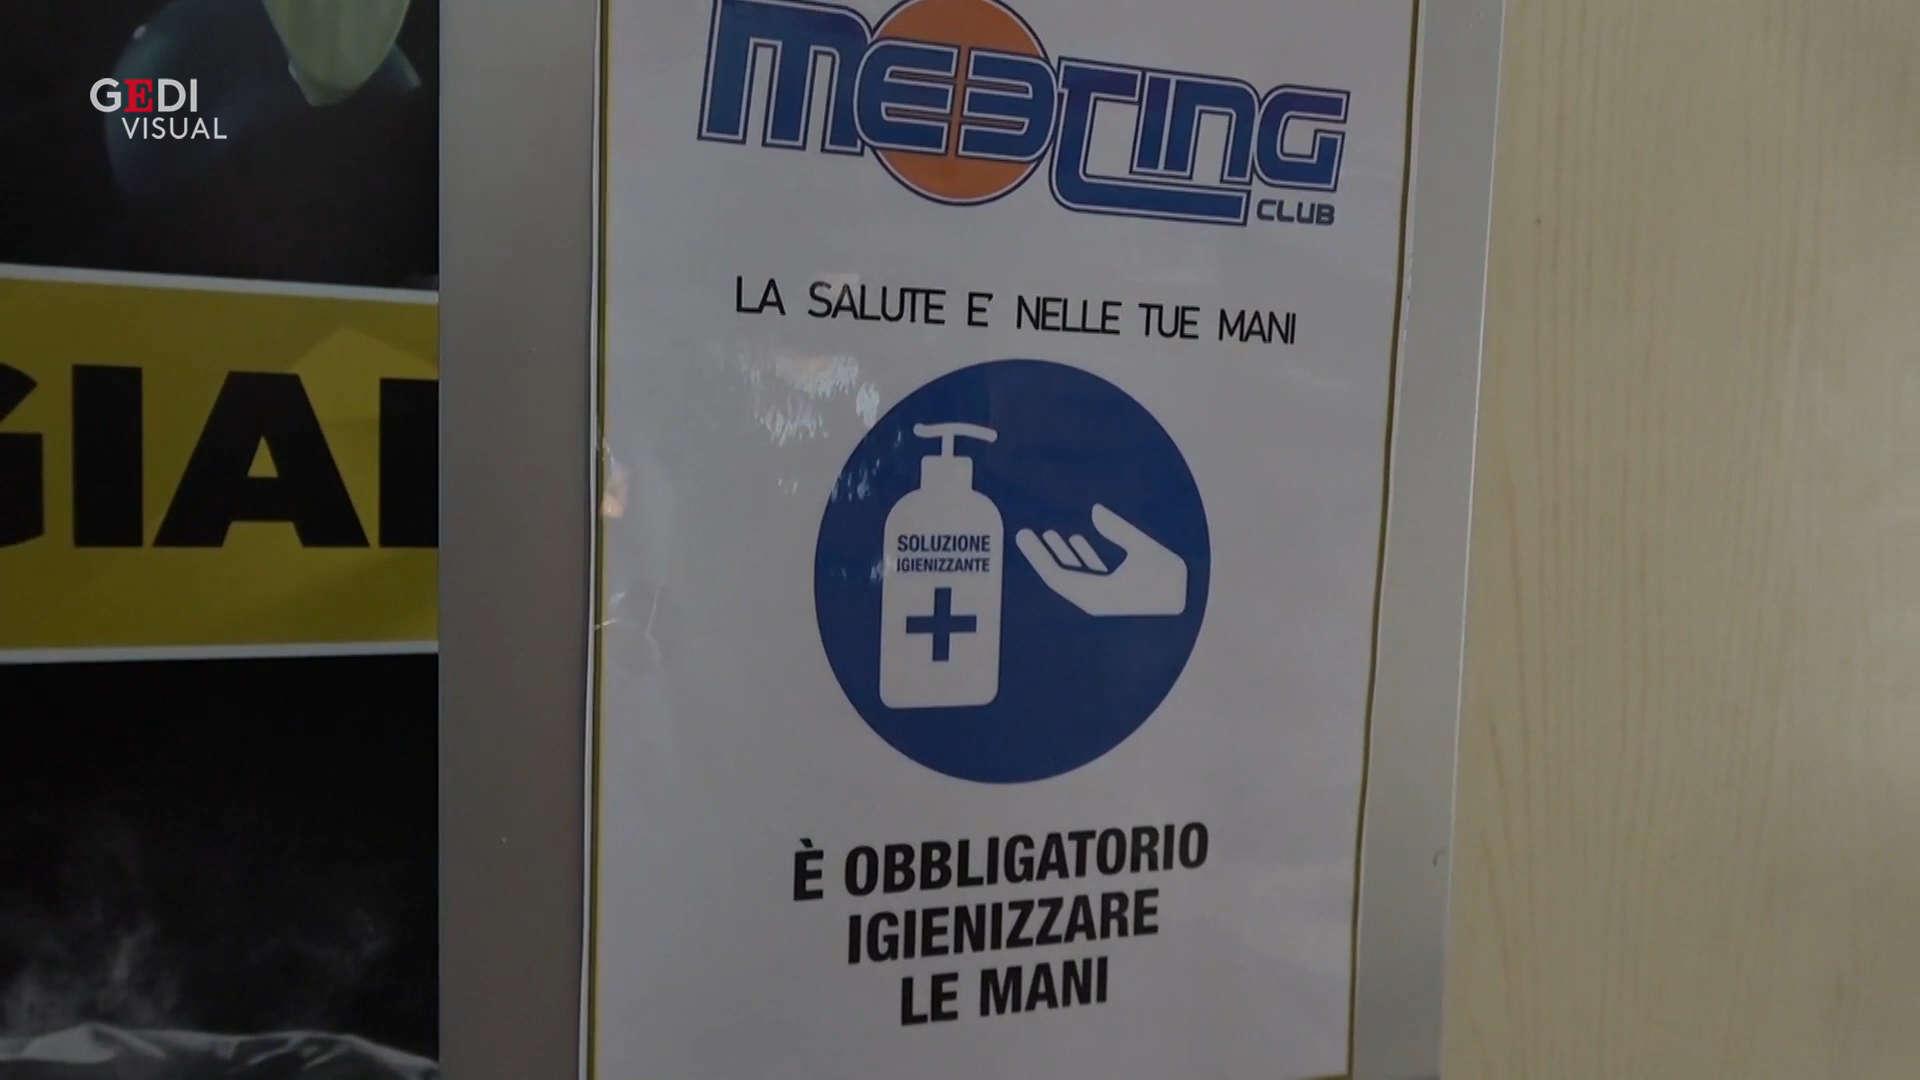 GEDI
VISUAL
MEETING
CLUB
LA SALUTE E' NELLE TUE MANI
SOLUZIONE
IGIENIZZANTE
È OBBLIGATORIO
IGIENIZZARE
LE MANI